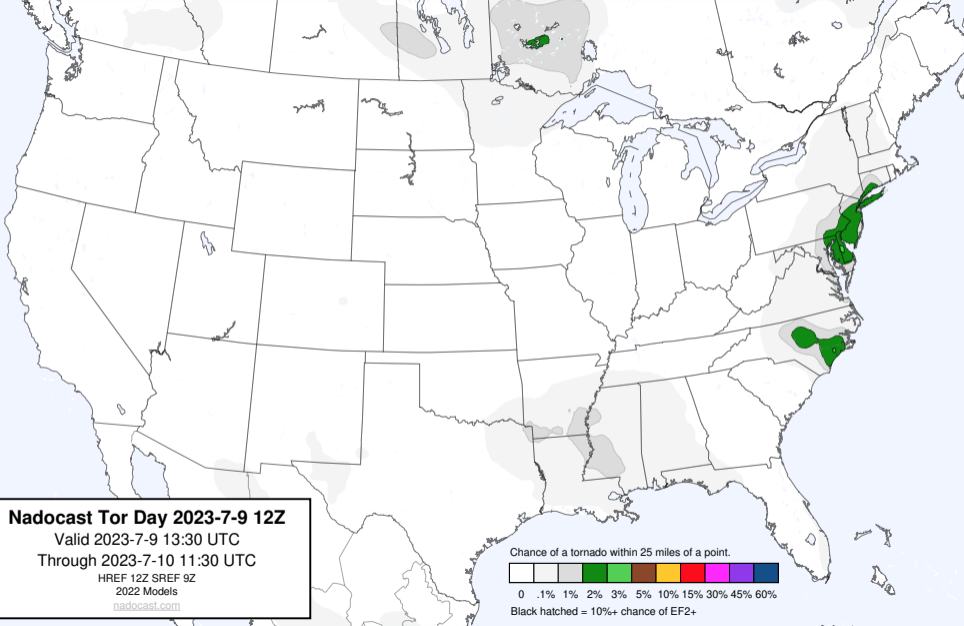 Nadocast Tor Day 2023-7-9 12Z
Valid 2023-7-9 13:30 UTC
Through 2023-7-10 11:30 UTC
HREF 12Z SREF 9Z
2022 Models
nadocast.com
Chance of a tornado within 25 miles of a point.
0 .1% 1% 2% 3% 5% 10% 15% 30% 45% 60%
Black hatched = 10%+ chance of EF2+